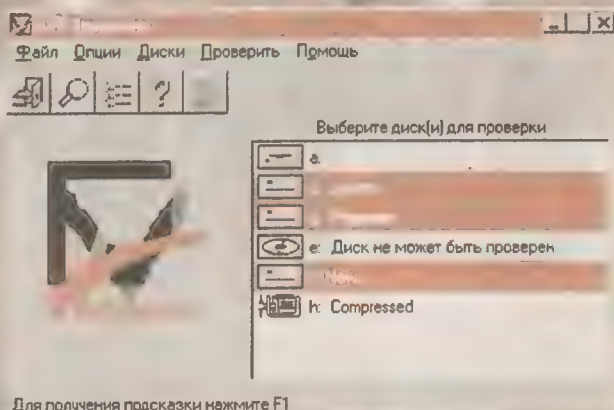 Файл Опции Диски Проверить Помощь
?
Выберите диск(и) для проверки
a:
e: Диск не может быть проверен
h: Compressed
Для получения подсказки нажмите F1